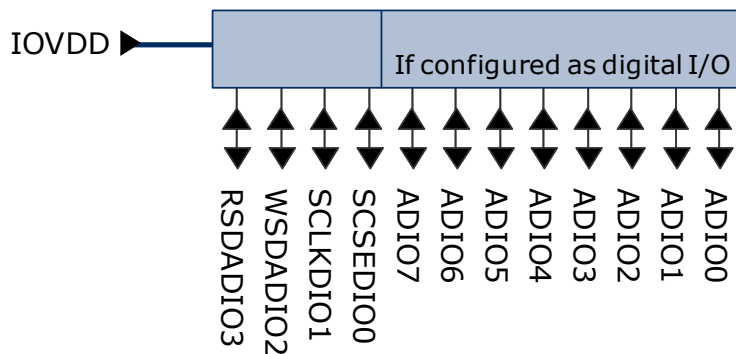 IOVDD
If configured as digital I/O
RSDADIO3
WSDADIO2
SCLKDIO1
SCSEDIO0
ADIO7
ADIO6
ADIO5
ADIO4
ADIO3
ADIO2
ADIO1
ADIO0